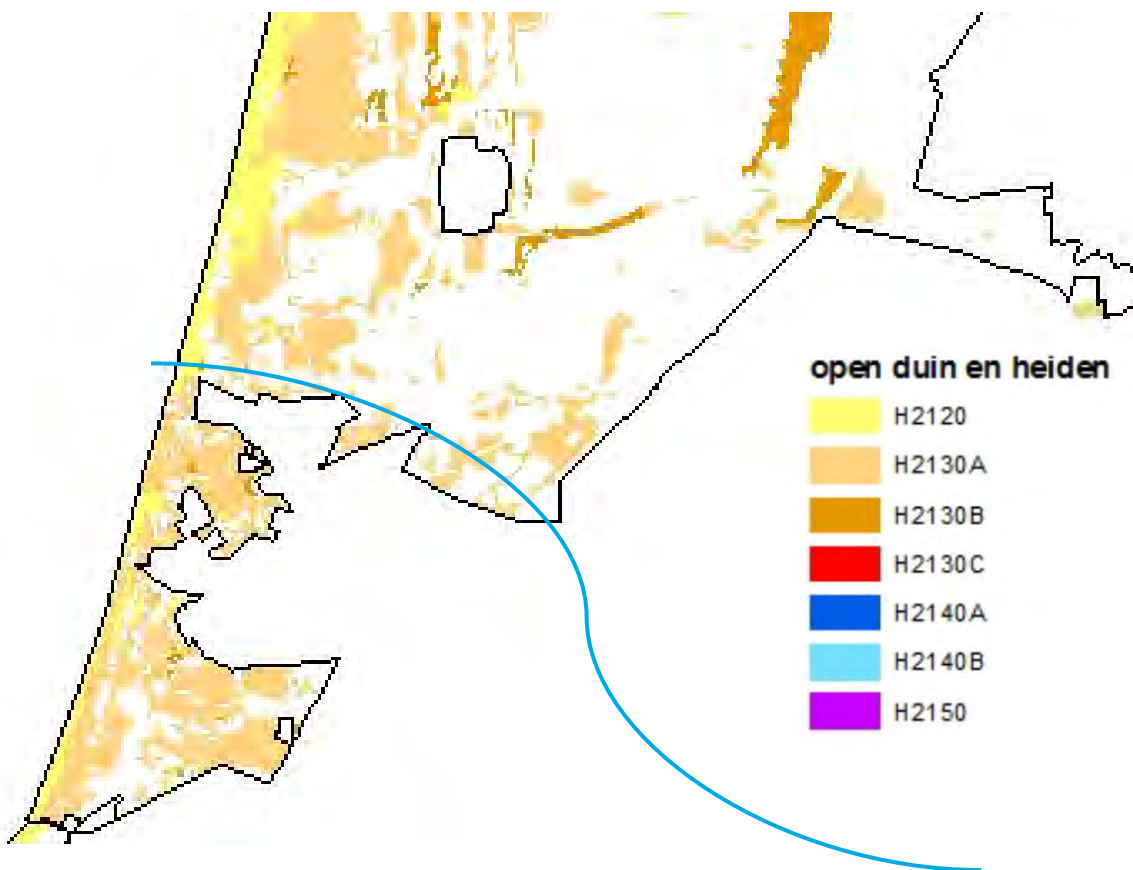 open duin en heiden
H2120
H2130A
H2130B
H2130C
H2140A
H2140B
H2150